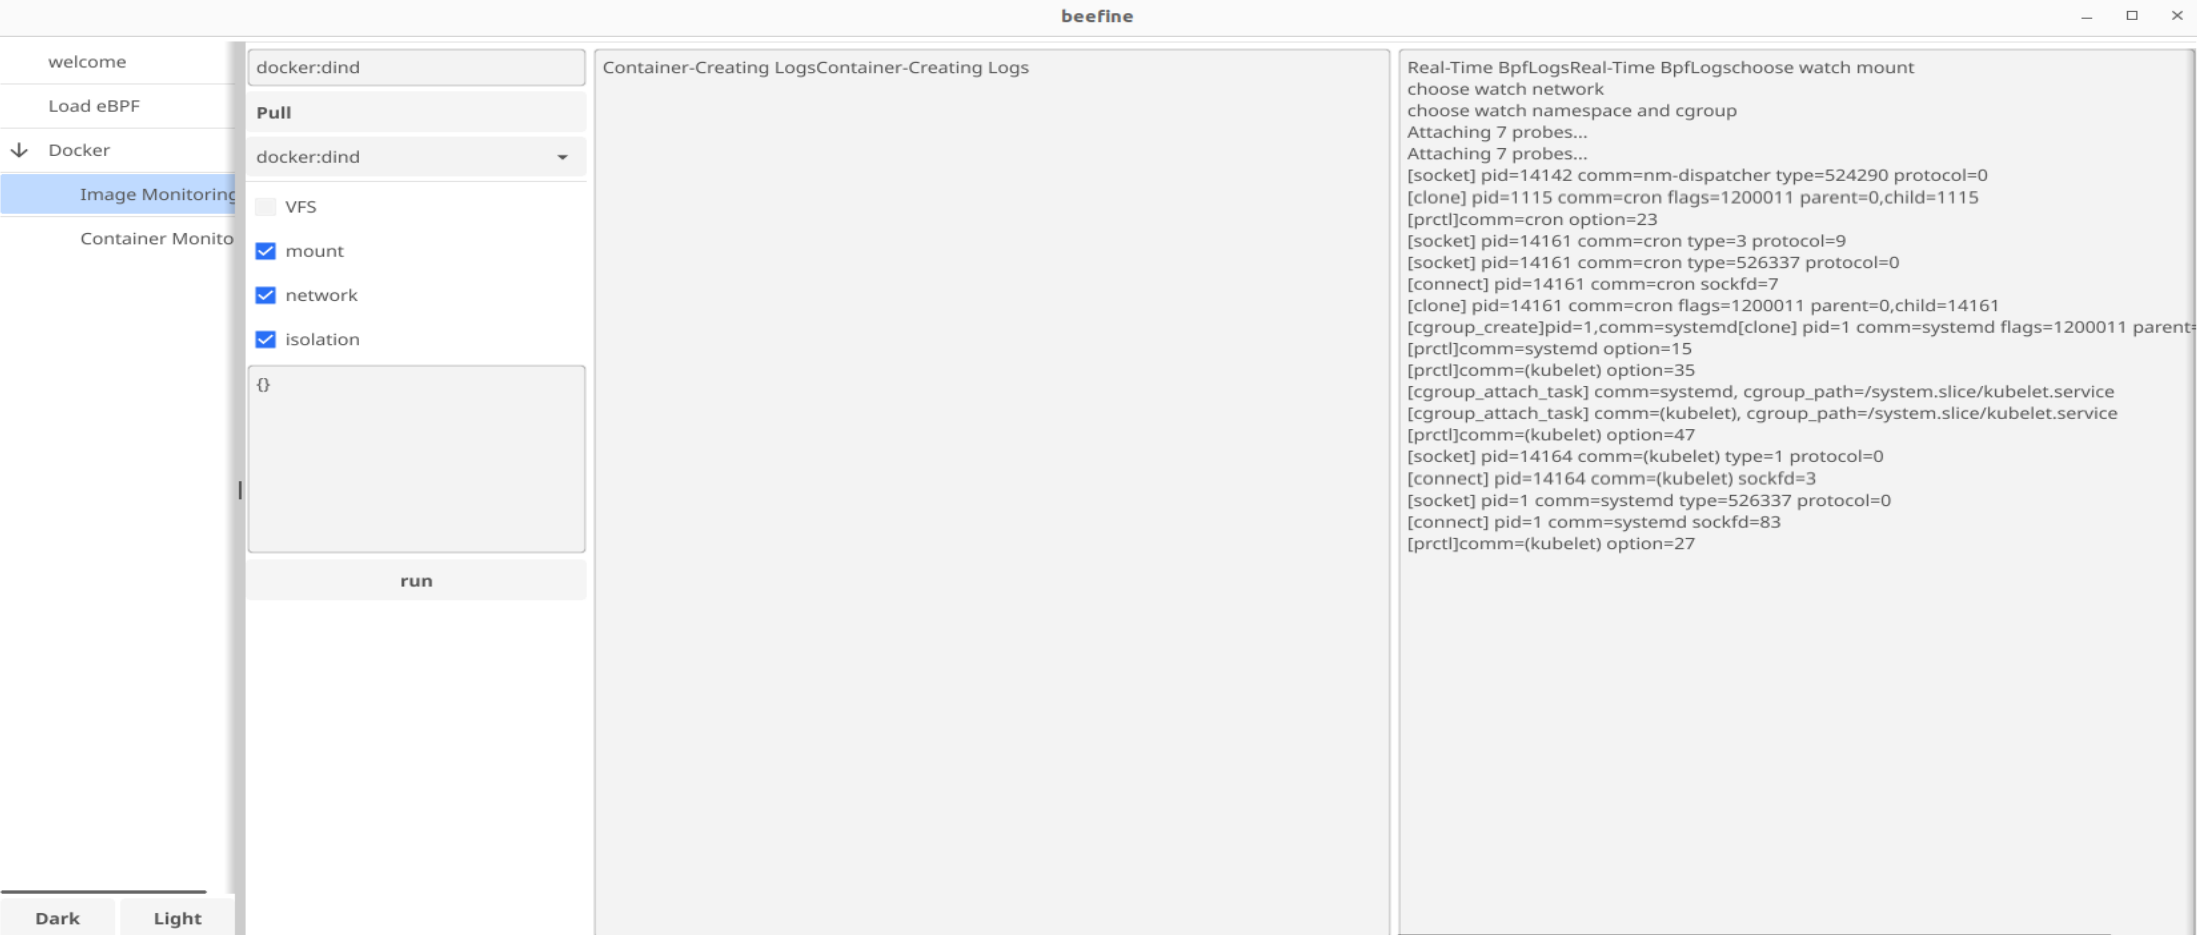 beefine
welcome
Load eBPF
Docker
Image Monitoring
Container Monito
Dark
Light
docker:dind
Pull
docker:dind
VFS
mount
network
isolation
{}
run
Container-Creating LogsContainer-Creating Logs
Real-Time BpfLogsReal-Time BpfLogschoose watch mount
choose watch network
choose watch namespace and cgroup
Attaching 7 probes...
Attaching 7 probes...
[socket] pid=14142 comm=nm-dispatcher type=524290 protocol=0
[clone] pid=1115 comm=cron flags=1200011 parent=0,child=1115
[prctl]comm=cron option=23
[socket] pid=14161 comm=cron type=3 protocol=9
[socket] pid=14161 comm=cron type=526337 protocol=0
[connect] pid=14161 comm=cron sockfd=7
[clone] pid=14161 comm=cron flags=1200011 parent=0,child=14161
[cgroup_create]pid=1,comm=systemd[clone] pid=1 comm=systemd flags=1200011 parent=
[prctl]comm=systemd option=15
[prctl]comm=(kubelet) option=35
[cgroup_attach_task] comm=systemd, cgroup_path=/system.slice/kubelet.service
[cgroup_attach_task] comm=(kubelet), cgroup_path=/system.slice/kubelet.service
[prctl]comm=(kubelet) option=47
[socket] pid=14164 comm=(kubelet) type=1 protocol=0
[connect] pid=14164 comm=(kubelet) sockfd=3
[socket] pid=1 comm=systemd type=526337 protocol=0
[connect] pid=1 comm=systemd sockfd=83
[prctl]comm=(kubelet) option=27